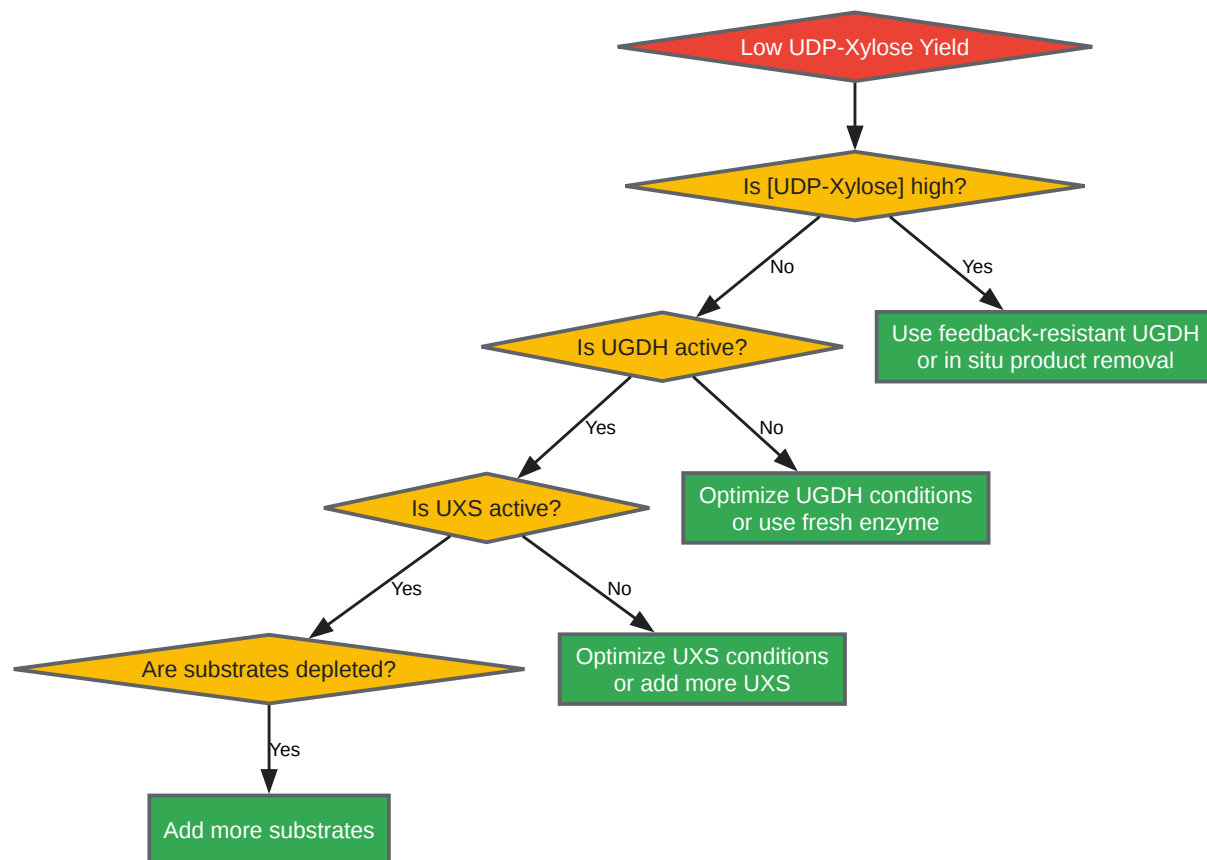 Low UDP-Xylose Yield
Is [UDP-Xylose] high?
No
Yes
Is UGDH active?
Use feedback-resistant UGDH
or in situ product removal
Yes
No
Is UXS active?
Optimize UGDH conditions
or use fresh enzyme
Yes
No
Are substrates depleted?
Optimize UXS conditions
or add more UXS
Yes
Add more substrates